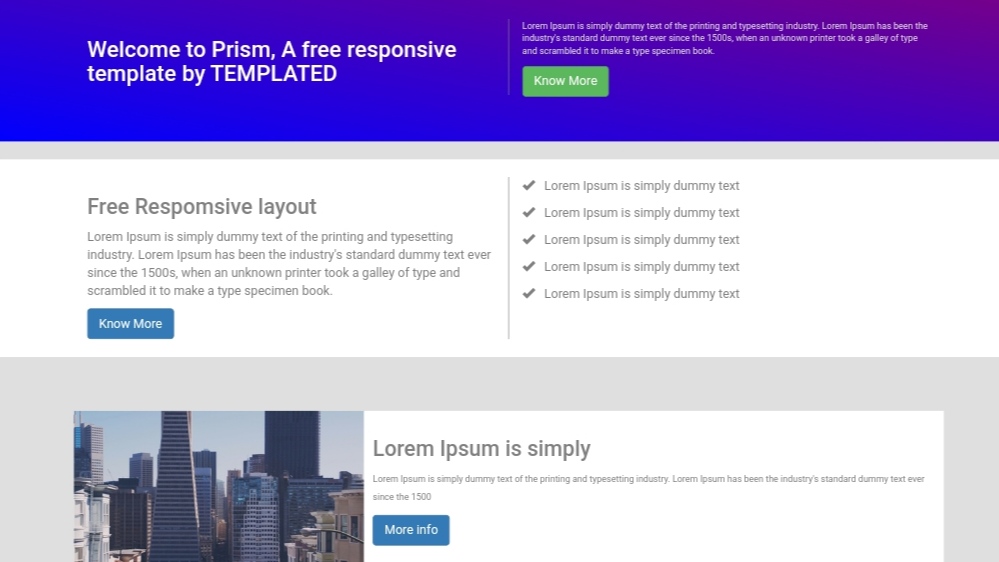 Welcome to Prism, A free responsive
template by TEMPLATED
Lorem Ipsum is simply dummy text of the printing and typesetting industry. Lorem Ipsum has been the
industry's standard dummy text ever since the 1500s, when an unknown printer took a galley of type
and scrambled it to make a type specimen book.
Know More
Free Respomsive layout
Lorem Ipsum is simply dummy text of the printing and typesetting
industry. Lorem Ipsum has been the industry's standard dummy text ever
since the 1500s, when an unknown printer took a galley of type and
scrambled it to make a type specimen book.
Know More
Lorem Ipsum is simply dummy text
Lorem Ipsum is simply dummy text
Lorem Ipsum is simply dummy text
Lorem Ipsum is simply dummy text
Lorem Ipsum is simply dummy text
Lorem Ipsum is simply
Lorem Ipsum is simply dummy text of the printing and typesetting industry. Lorem Ipsum has been the industry's standard dummy text ever
since the 1500
More info